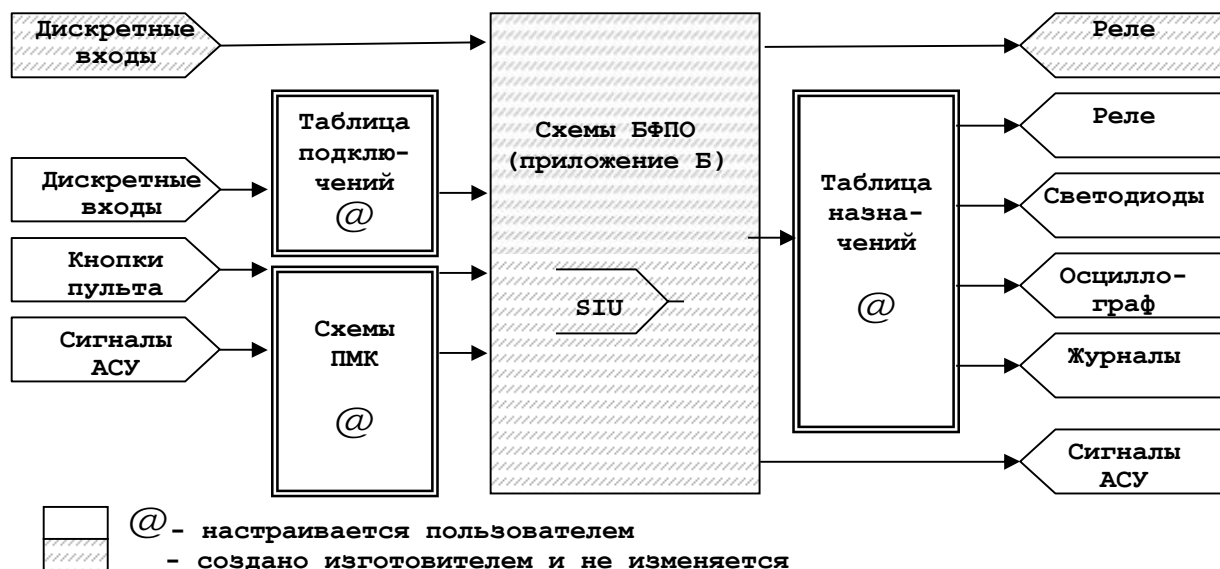 Дискретные
входы
Дискретные
входы
Кнопки
пульта
Сигналы
АСУ
Таблица
подклю-
чений
@
Схемы
ПМК
@
Схемы БФПО
(приложение Б)
SIU
Таблица
назна-
чений
@
Реле
Реле
Светодиоды
Осцилло-
граф
Журналы
Сигналы
АСУ
@ - настраивается пользователем
- создано изготовителем и не изменяется